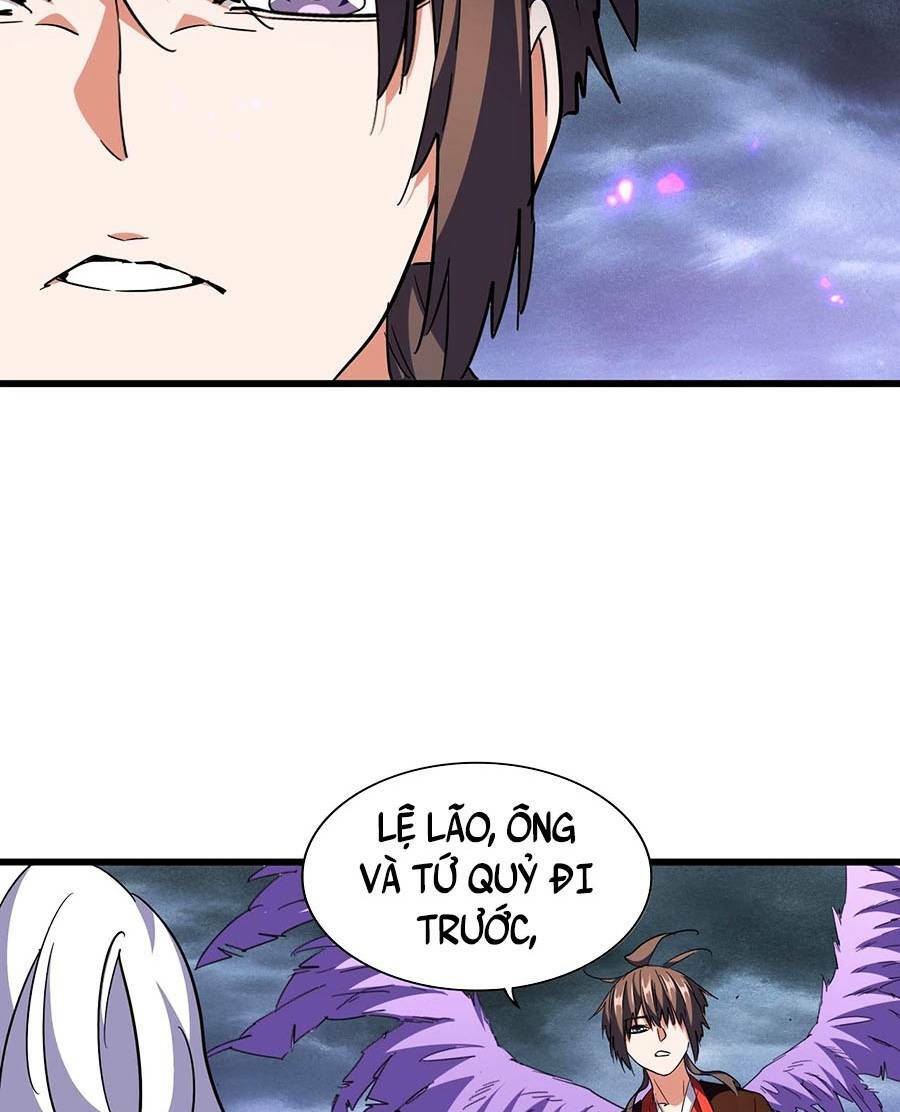 LỆ LÃO, ÔNG
VÀ TỨ QUỶ ĐI
TRƯỚC,